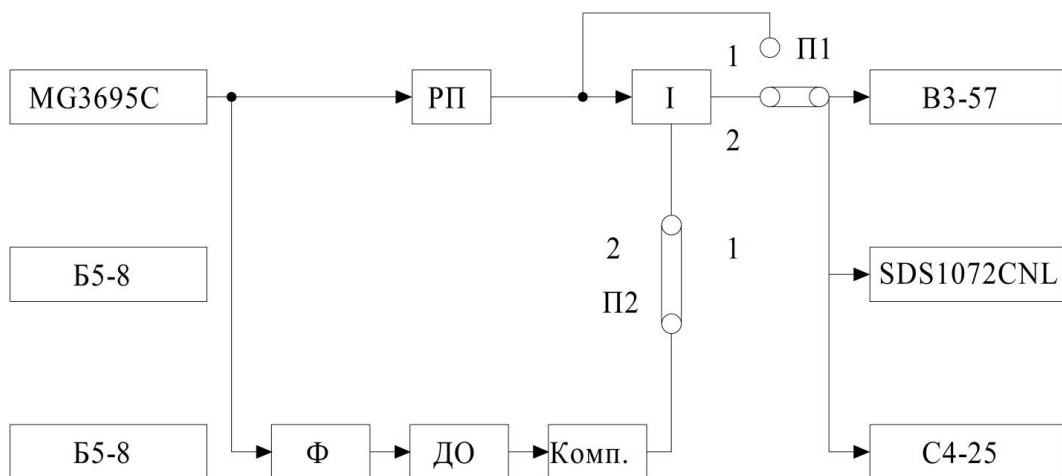 1
П1
MG3695C
РП
I
В3-57
2
2
1
Б5-8
SDS1072CNL
П2
Б5-8
Ф
ДО
Комп.
С4-25